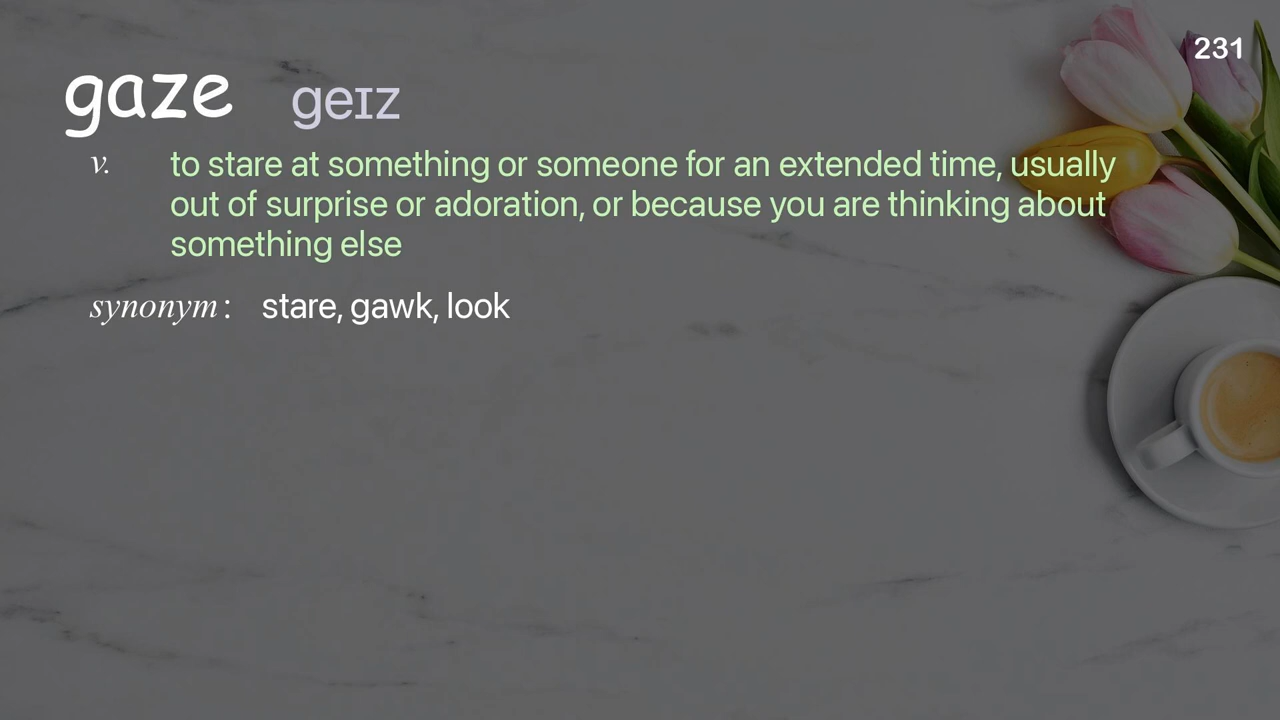 231
gaze geɪz
v. to stare at something or someone for an extended time, usually
out of surprise or adoration, or because you are thinking about
something else
synonym : stare, gawk, look